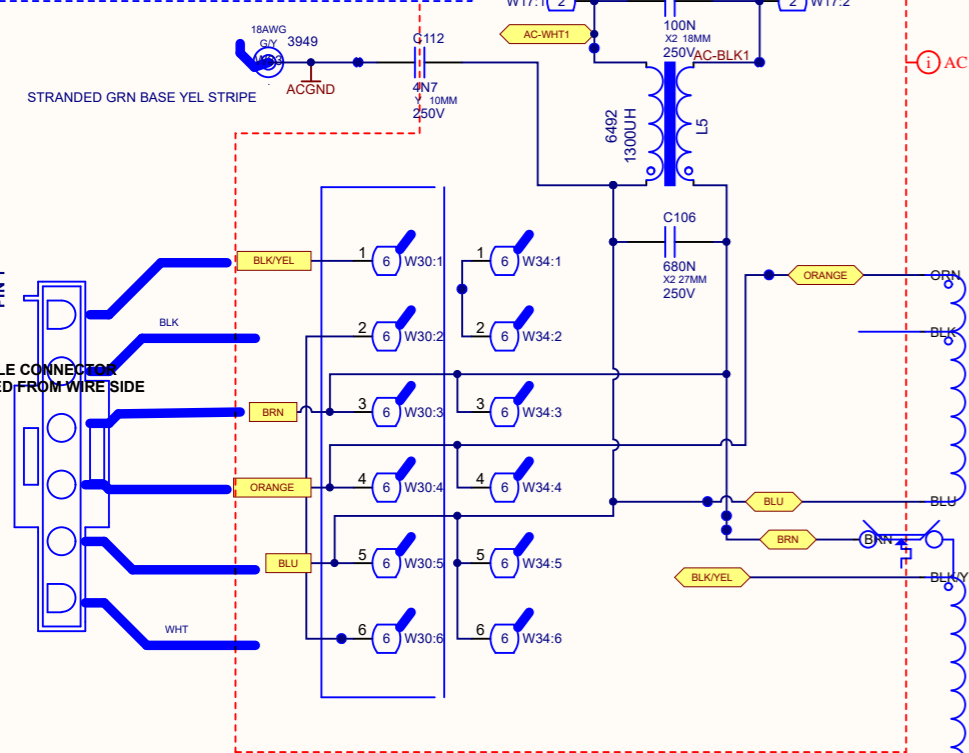 W17:1
2
2
W17:2
100N
X2 18MM
250V
AC-WHT1
AC-BLK1
18AWG
G/Y
3949
C112
ACGND
STRANDED GRN BASE YEL STRIPE
4N7
Y 10MM
250V
i
AC
6492
1300UH
L5
C106
680N
X2 27MM
250V
BLK/YEL
1
6
W30:1
1
6
W34:1
ORANGE
ORN
BLK
2
6
W30:2
2
6
W34:2
BLK
LE CONNECTOR
ED FROM WIRE SIDE
BRN
3
6
W30:3
3
6
W34:3
ORANGE
4
6
W30:4
4
6
W34:4
BLU
BLU
BRN
BRN
BLU
5
6
W30:5
5
6
W34:5
BLK/YEL
BLK/Y
WHT
6
6
W30:6
6
6
W34:6